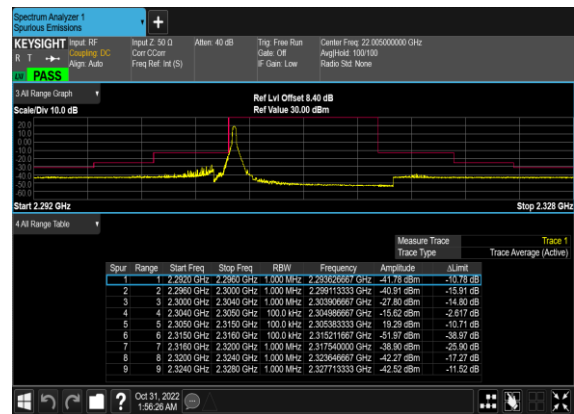 Spectrum Analyzer 1
Spurious Emissions
+
KEYSIGHT Input: RF Input Z: 50 Ω Atten: 40 dB Trig: Free Run Center Freq: 22.005000000 GHz
R T Coupling: DC Corr CCorr Gate: Off Avg|Hold: 100/100
Align: Auto Freq Ref: Int (S) IF Gain: Low Radio Std: None
PASS
3 All Range Graph
Ref Lvl Offset 8.40 dB
Scale/Div 10.0 dB Ref Value 30.00 dBm
20.0
10.0
0.00
-10.0
-20.0
-30.0
-40.0
-50.0
-60.0
Start 2.292 GHz Stop 2.328 GHz
4 All Range Table
Measure Trace Trace 1
Trace Type Trace Average (Active)
Spur Range Start Freq Stop Freq RBW Frequency Amplitude ΔLimit
1 1 2.2920 GHz 2.2960 GHz 1.000 MHz 2.293626667 GHz -41.78 dBm -10.78 dB
2 2 2.2960 GHz 2.3000 GHz 1.000 MHz 2.299113333 GHz -40.91 dBm -15.91 dB
3 3 2.3000 GHz 2.3040 GHz 1.000 MHz 2.303906667 GHz -27.80 dBm -14.80 dB
4 4 2.3040 GHz 2.3050 GHz 100.0 kHz 2.304986667 GHz -15.62 dBm -2.617 dB
5 5 2.3050 GHz 2.3150 GHz 100.0 kHz 2.305383333 GHz 19.29 dBm -10.71 dB
6 6 2.3150 GHz 2.3160 GHz 100.0 kHz 2.315211667 GHz -51.97 dBm -38.97 dB
7 7 2.3160 GHz 2.3200 GHz 1.000 MHz 2.317540000 GHz -38.90 dBm -25.90 dB
8 8 2.3200 GHz 2.3240 GHz 1.000 MHz 2.323646667 GHz -42.27 dBm -17.27 dB
9 9 2.3240 GHz 2.3280 GHz 1.000 MHz 2.327713333 GHz -42.52 dBm -11.52 dB
? Oct 31, 2022
1:56:26 AM